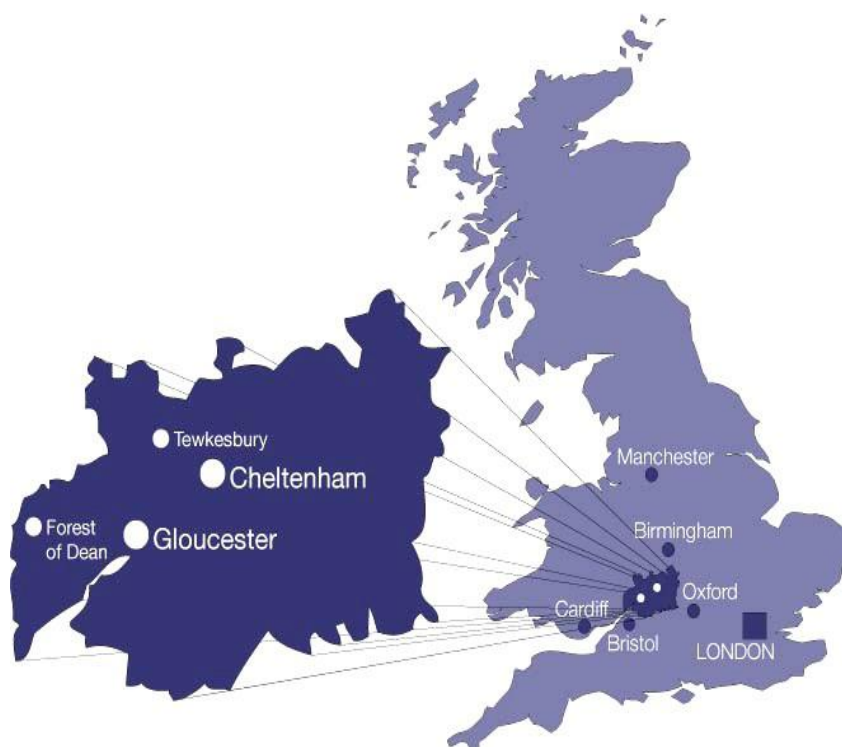 Tewkesbury
Cheltenham
Forest
of Dean
Gloucester
Manchester
Birmingham
Oxford
Cardiff
Bristol
LONDON